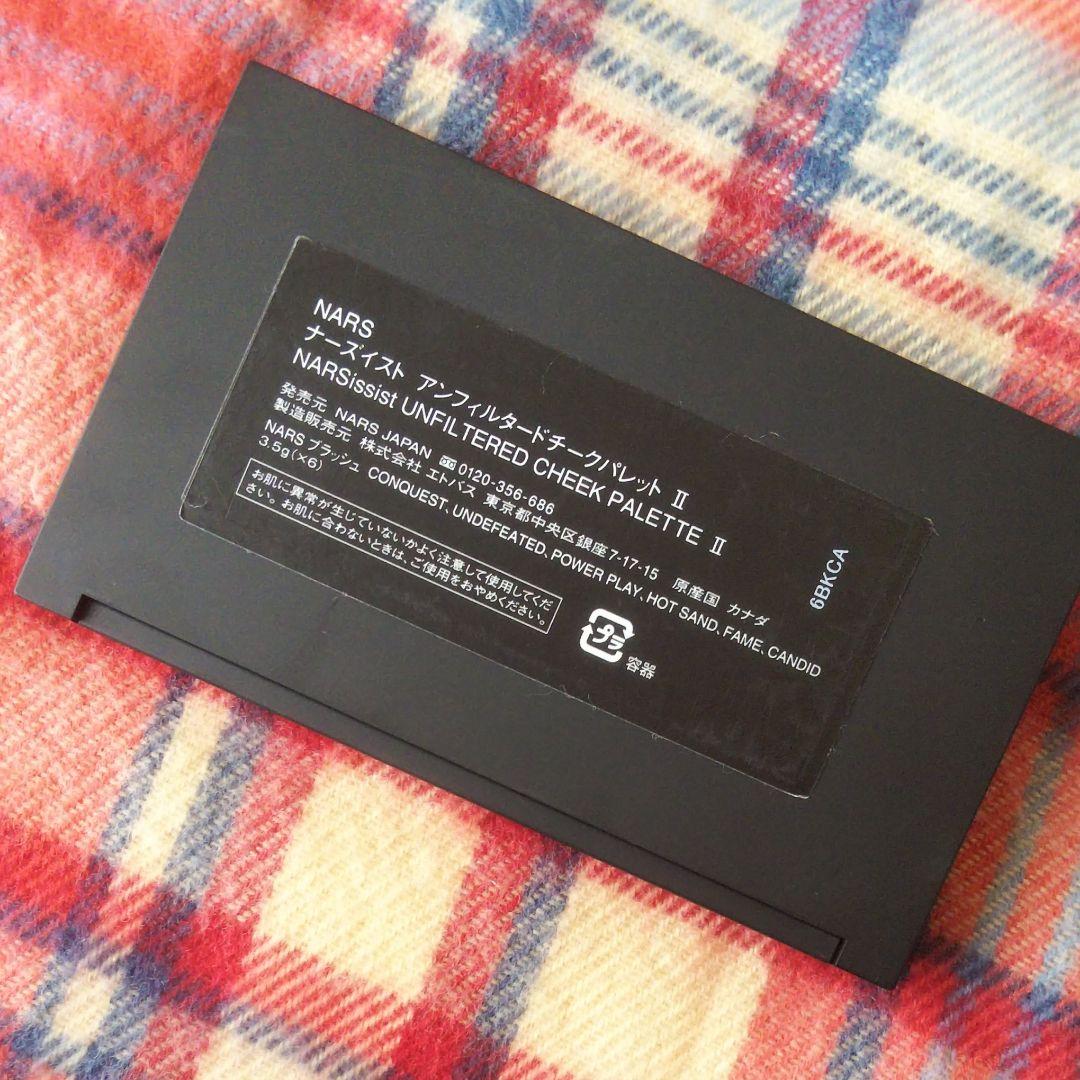 NARS
ナーズイスト アンフィルタードチークパレット Ⅱ
NARSissist UNFILTERED CHEEK PALETTE Ⅱ
発売元 NARS JAPAN 0120-356-686
製造販売元 株式会社 エトバス 東京都中央区銀座7-17-15 原産国 カナダ
NARS ブラッシュ CONQUEST、UNDEFEATED、POWER PLAY、HOT SAND、FAME、CANDID
3.5g(×6)
お肌に異常が生じていないかよく注意して使用してくだ
さい。お肌に合わないときは、ご使用をおやめください。
プラ
容器
6BKCA